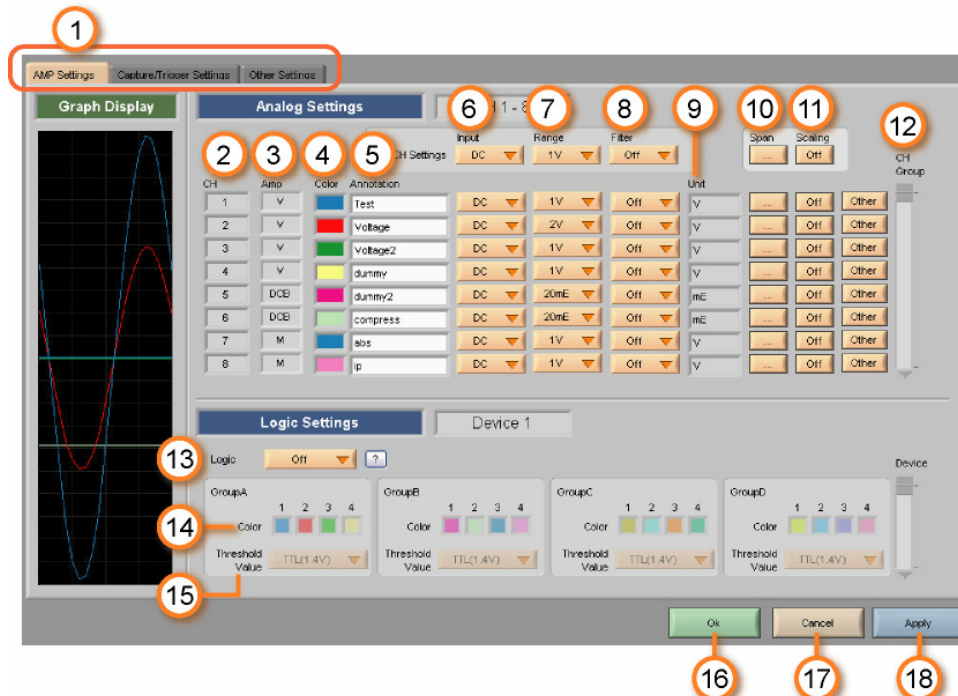 1
AMP Settings Capture/Trigger Settings Other Settings
Graph Display
Analog Settings
1 - 8
6 7 8 9 10 11 12
Input Range Filter Span Scaling
CH Settings DC 1V Off ... Off
CH Group
2 3 4 5
CH Amp Color Annotation Unit
1 V Test DC 1V Off V ... Off Other
2 V Voltage DC 2V Off V ... Off Other
3 V Voltage2 DC 1V Off V ... Off Other
4 V dummy DC 1V Off V ... Off Other
5 DCB dummy2 DC 20mE Off mE ... Off Other
6 DCB compress DC 20mE Off mE ... Off Other
7 M abs DC 1V Off V ... Off Other
8 M ip DC 1V Off V ... Off Other
Logic Settings Device 1
13 Logic Off ?
Device
GroupA GroupB GroupC GroupD
1 2 3 4 1 2 3 4 1 2 3 4 1 2 3 4
14 Color Color Color Color
Threshold Value TTL(1.4V) Threshold Value TTL(1.4V) Threshold Value TTL(1.4V) Threshold Value TTL(1.4V)
15
Ok Cancel Apply
16 17 18